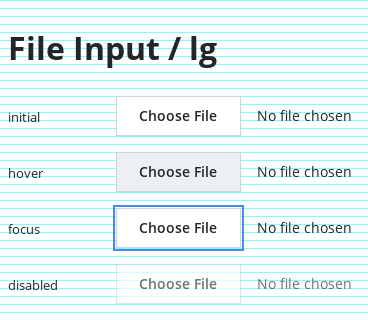 File Input / lg
initial Choose File No file chosen
hover Choose File No file chosen
focus Choose File No file chosen
disabled Choose File No file chosen